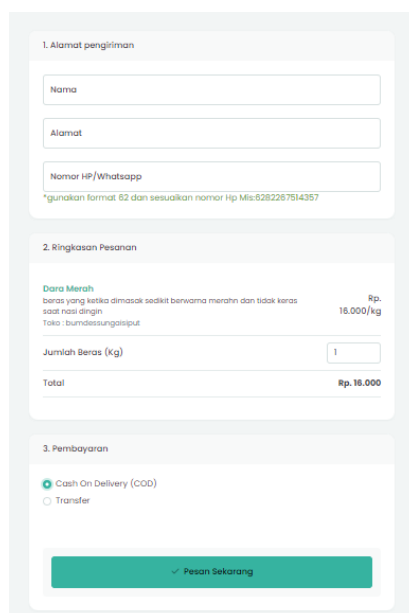 1. Alamat pengiriman
Nama
Alamat
Nomor HP/Whatsapp
*gunakan format 62 dan sesuaikan nomor Hp Mis:6282267514357
2. Ringkasan Pesanan
Dara Merah
beras yang ketika dimasak sedikit berwarna merahn dan tidak keras
saat nasi dingin
Toko : bumdessungaisiput
Rp.
16.000/kg
Jumlah Beras (Kg)
1
Total
Rp. 16.000
3. Pembayaran
Cash On Delivery (COD)
Transfer
✓ Pesan Sekarang